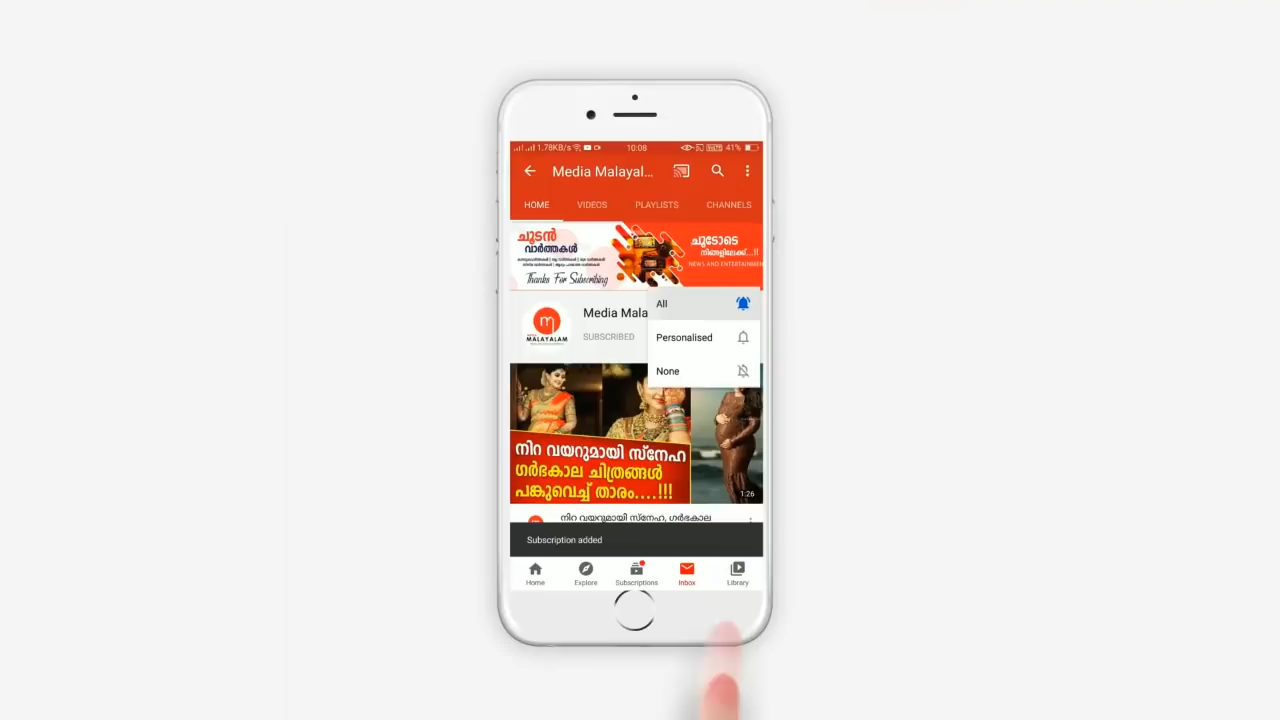 1.78KB/s 10:08 41%
Media Malayal...
HOME VIDEOS PLAYLISTS CHANNELS
ചൂടൻ
വാർത്തകൾ
Thanks For Subscribing
ചൂടോടെ
നിങ്ങളിലേക്ക്...!!
NEWS AND ENTERTAINMEN
All
Personalised
None
Media Mala
SUBSCRIBED
MALAYALAM
നിറ വയറുമായി സ്നേഹ
ഗർഭകാല ചിത്രങ്ങൾ
പങ്കുവെച്ച് താരം....!!!
1:26
നിറ വയറുമായി സ്നേഹ, ഗർഭകാല
Subscription added
Home Explore Subscriptions Inbox Library